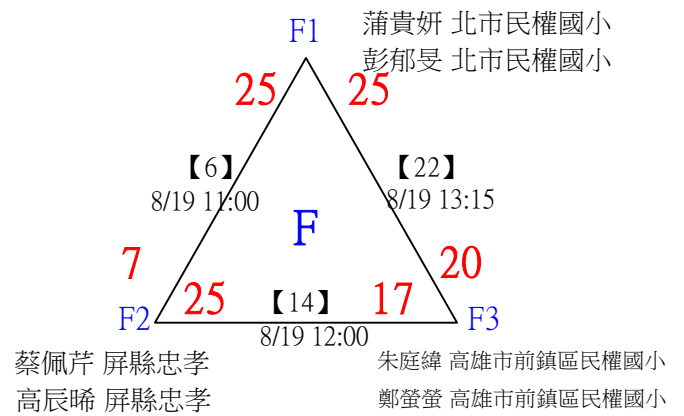 F1
蒲貴妍 北市民權國小
彭郁旻 北市民權國小
25
25
【6】
8/19 11:00
【22】
8/19 13:15
F
7
20
25
【14】
17
F2
F3
8/19 12:00
蔡佩芹 屏縣忠孝
高辰晞 屏縣忠孝
朱庭緯 高雄市前鎮區民權國小
鄭螢螢 高雄市前鎮區民權國小